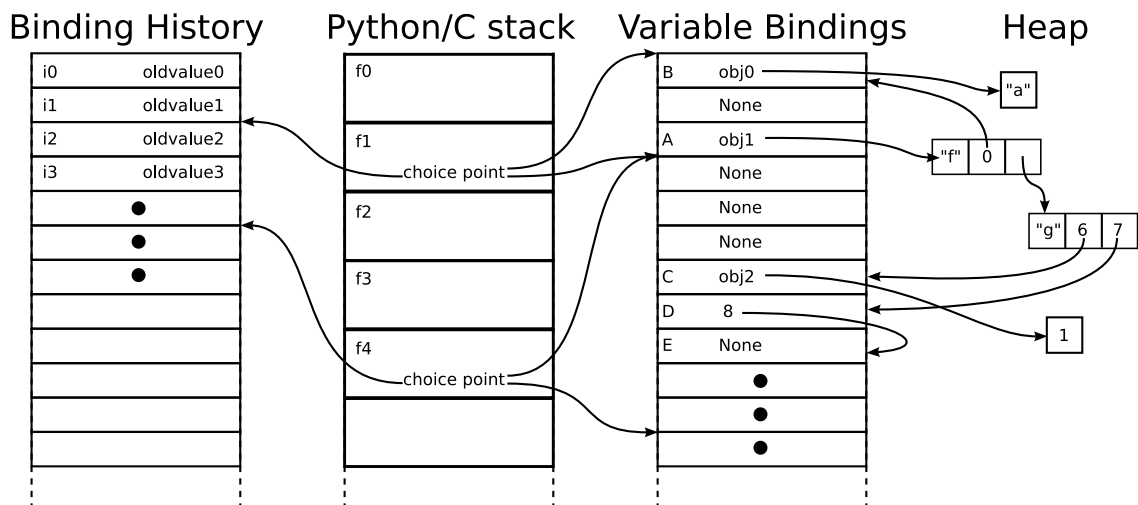 Binding History
Python/C stack
Variable Bindings
Heap
i0 oldvalue0
i1 oldvalue1
i2 oldvalue2
i3 oldvalue3
f0
f1
choice point
f2
f3
f4
choice point
B obj0
None
A obj1
None
None
None
C obj2
D 8
E None
"a"
"f" 0
"g" 6 7
1